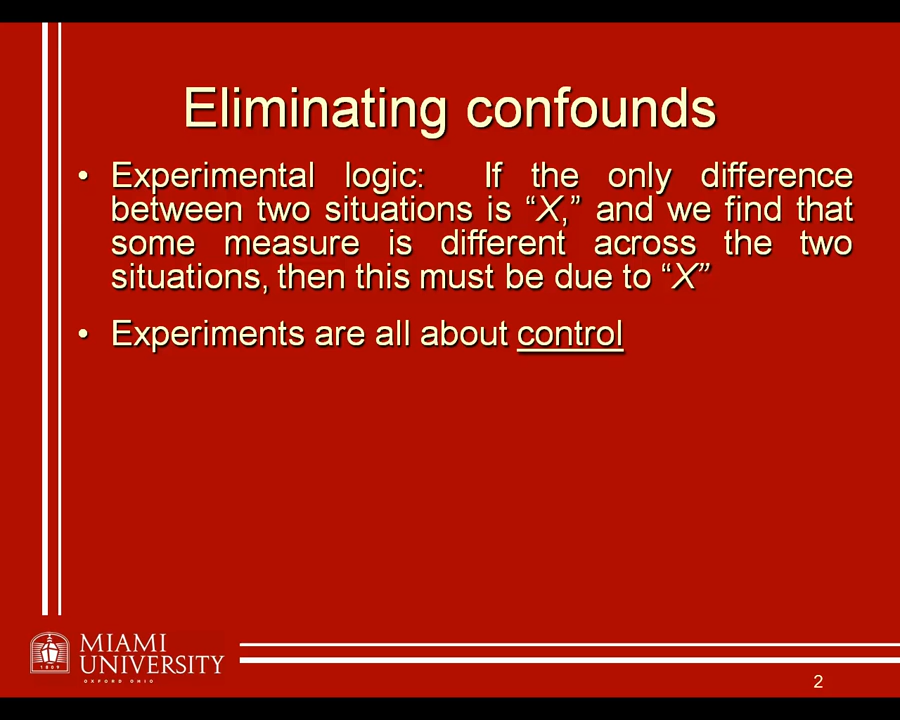 Eliminating confounds
• Experimental logic: If the only difference
between two situations is “X,” and we find that
some measure is different across the two
situations, then this must be due to “X”
• Experiments are all about control
1809
MIAMI
UNIVERSITY
OXFORD OHIO
2